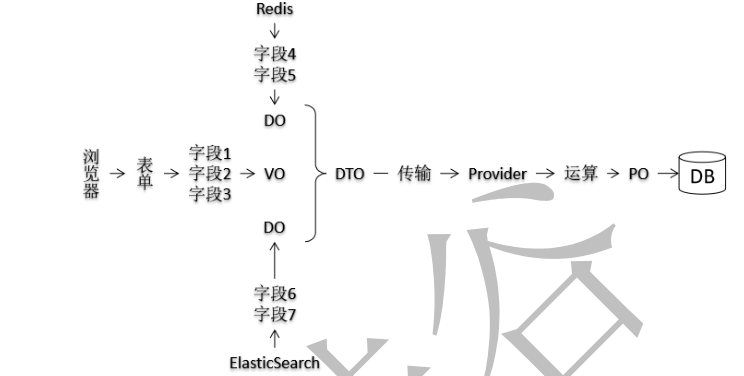 Redis
字段4
字段5
DO
浏览器
表单
字段1
字段2
字段3
VO
DTO
传输
Provider
运算
PO
DB
DO
字段6
字段7
ElasticSearch